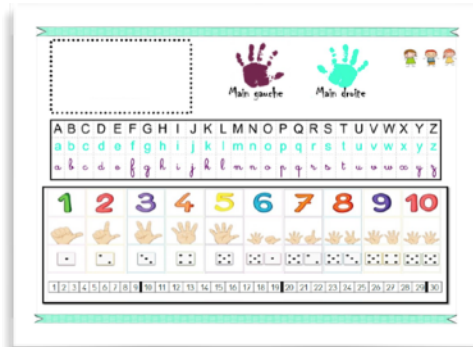 Main gauche Main droite
A B C D E F G H I J K L M N O P Q R S T U V W X Y Z
a b c d e f g h i j k l m n o p q r s t u v w x y z
a b c d e f g h i j k l m n o p q r s t u v w x y z
1 2 3 4 5 6 7 8 9 10
1 2 3 4 5 6 7 8 9 10 11 12 13 14 15 16 17 18 19 20 21 22 23 24 25 26 27 28 29 30